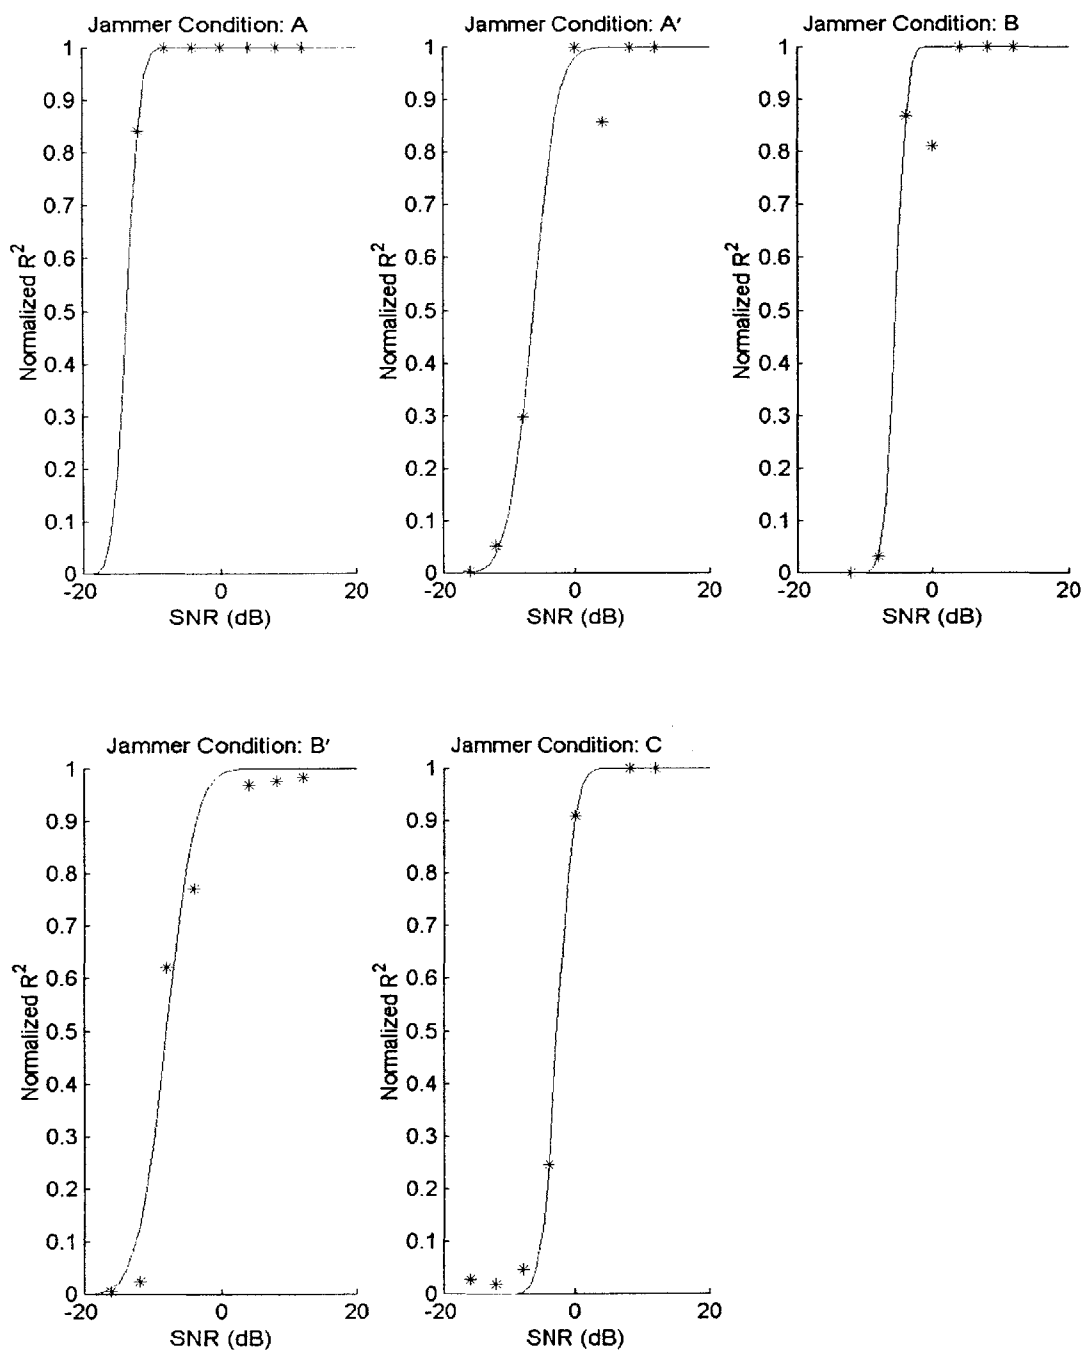 Jammer Condition: A
1
0.9
0.8
0.7
0.6
0.5
0.4
0.3
0.2
0.1
0
-20 0 20
SNR (dB)
Normalized R²
Jammer Condition: A′
1
0.9
0.8
0.7
0.6
0.5
0.4
0.3
0.2
0.1
0
-20 0 20
SNR (dB)
Normalized R²
Jammer Condition: B
1
0.9
0.8
0.7
0.6
0.5
0.4
0.3
0.2
0.1
0
-20 0 20
SNR (dB)
Normalized R²
Jammer Condition: B′
1
0.9
0.8
0.7
0.6
0.5
0.4
0.3
0.2
0.1
0
-20 0 20
SNR (dB)
Normalized R²
Jammer Condition: C
1
0.9
0.8
0.7
0.6
0.5
0.4
0.3
0.2
0.1
0
-20 0 20
SNR (dB)
Normalized R²